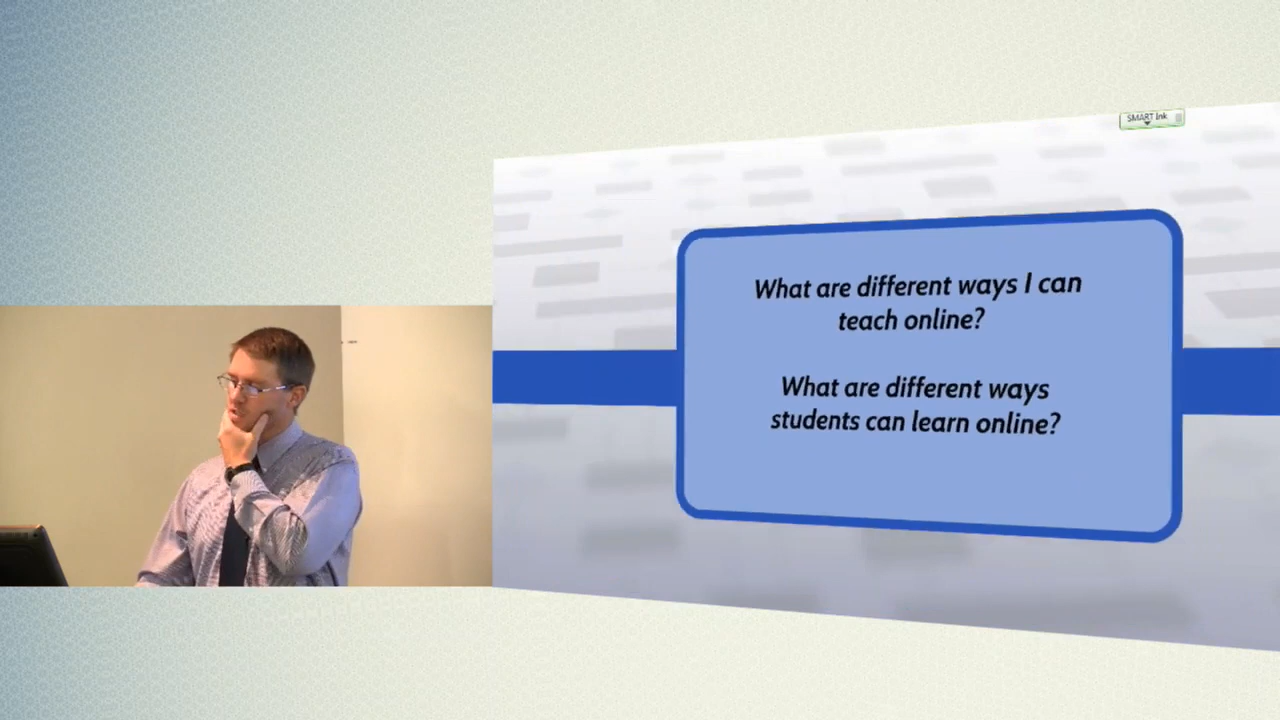 SMART Ink
What are different ways I can
teach online?
What are different ways
students can learn online?